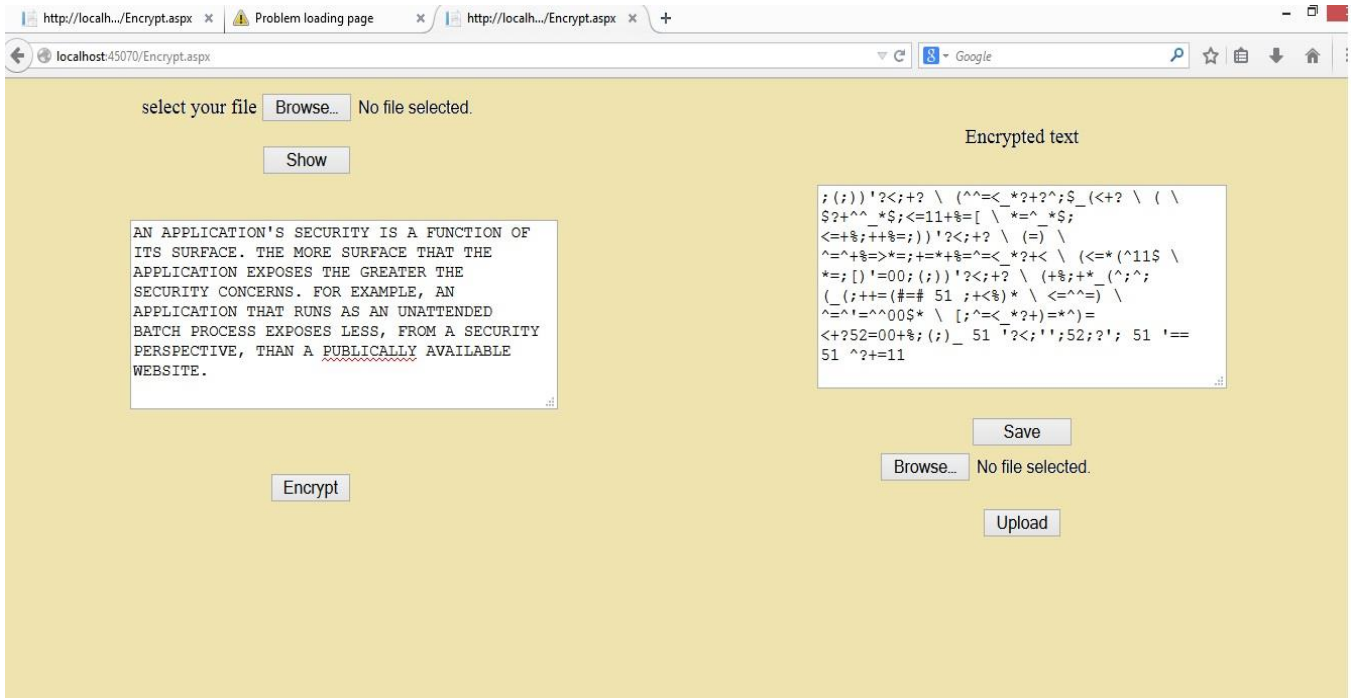 http://localh.../Encrypt.aspx × Problem loading page × http://localh.../Encrypt.aspx × +
localhost:45070/Encrypt.aspx
8 Google
select your file Browse... No file selected.
Show
AN APPLICATION'S SECURITY IS A FUNCTION OF
ITS SURFACE. THE MORE SURFACE THAT THE
APPLICATION EXPOSES THE GREATER THE
SECURITY CONCERNS. FOR EXAMPLE, AN
APPLICATION THAT RUNS AS AN UNATTENDED
BATCH PROCESS EXPOSES LESS, FROM A SECURITY
PERSPECTIVE, THAN A PUBLICALLY AVAILABLE
WEBSITE.
Encrypt
Encrypted text
;(;))'?<;+? \ (^^=<_*?+?^;$_(<+? \ ( \
$?+^^_*$;<=11+%=[ \ *=^_*$;
<=+%;++%=;))'?<;+? \ (=) \
^=^+%=>*=;+=*+%=^=<_*?+< \ (<=*(^11$ \
*=;[)'=00;(;))'?<;+? \ (+%;+*_(^;^;
(_(;++=(#=# 51 ;+<%)* \ <=^^=) \
^=^'=^^00$* \ [;^=<_*?+)=*^)=
<+?52=00+%;(;)_ 51 '?<;'';52;?'; 51 '==
51 ^?+=11
Save
Browse... No file selected.
Upload